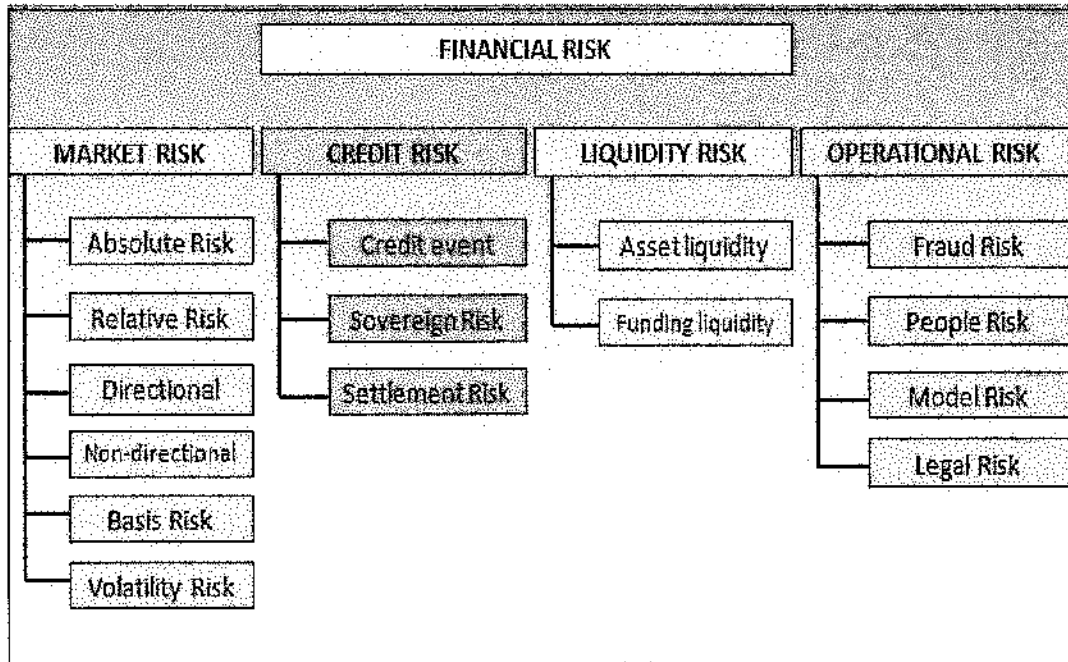 FINANCIAL RISK
MARKET RISK
CREDIT RISK
LIQUIDITY RISK
OPERATIONAL RISK
Absolute Risk
Relative Risk
Directional
Non-directional
Basis Risk
Volatility Risk
Credit event
Sovereign Risk
Settlement Risk
Asset liquidity
Funding liquidity
Fraud Risk
People Risk
Model Risk
Legal Risk